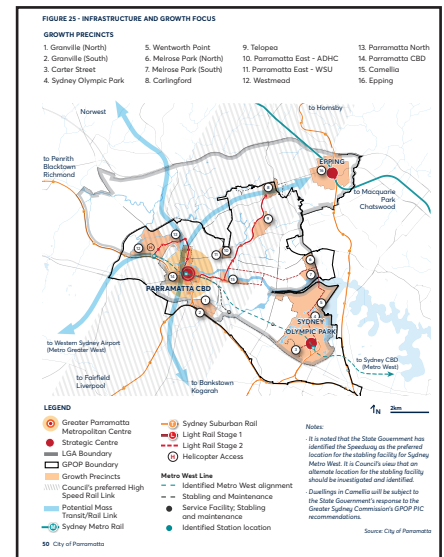 FIGURE 25 - INFRASTRUCTURE AND GROWTH FOCUS
GROWTH PRECINCTS
1. Granville (North)
2. Granville (South)
3. Carter Street
4. Sydney Olympic Park
5. Wentworth Point
6. Melrose Park (North)
7. Melrose Park (South)
8. Carlingford
9. Telopea
10. Parramatta East - ADHC
11. Parramatta East - WSU
12. Westmead
13. Parramatta North
14. Parramatta CBD
15. Camellia
16. Epping
Norwest
to Hornsby
to Penrith
Blacktown
Richmond
EPPING
to Macquarie
Park
Chatswood
PARRAMATTA CBD
SYDNEY
OLYMPIC PARK
to Western Sydney Airport
(Metro Greater West)
to Sydney CBD
(Metro West)
to Fairfield
Liverpool
to Bankstown
Kogarah
LEGEND
Greater Parramatta
Metropolitan Centre
Strategic Centre
LGA Boundary
GPOP Boundary
Growth Precincts
Council's preferred High
Speed Rail Link
Potential Mass
Transit/Rail Link
M Sydney Metro Rail
T Sydney Suburban Rail
L Light Rail Stage 1
Light Rail Stage 2
H Helicopter Access
Metro West Line
Identified Metro West alignment
Stabling and Maintenance
Service Facility; Stabling
and maintenance
Identified Station location
1N 2km
Notes:
· It is noted that the State Government has
identified the Speedway as the preferred
location for the stabling facility for Sydney
Metro West. It is Council's view that an
alternate location for the stabling facility
should be investigated and identified.
· Dwellings in Camellia will be subject to
the State Government's response to the
Greater Sydney Commission's GPOP PIC
recommendations.
Source: City of Parramatta
50 City of Parramatta